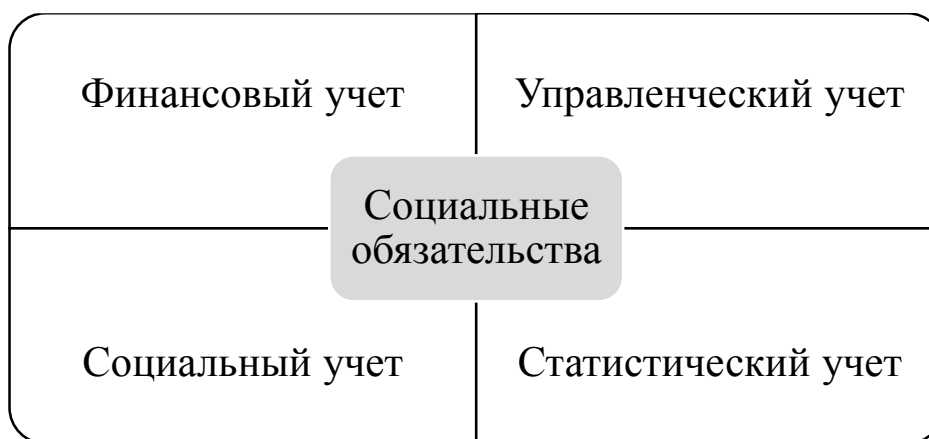 Финансовый учет
Управленческий учет
Социальные
обязательства
Социальный учет
Статистический учет